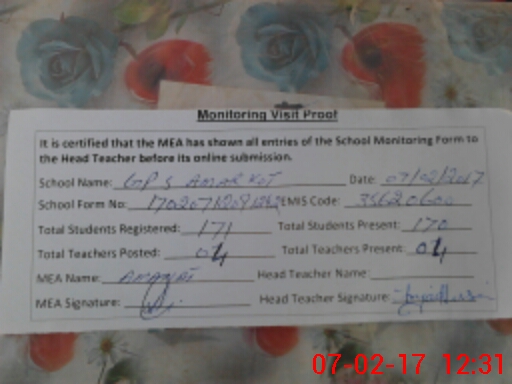 Monitoring Visit Proof
It is certified that the MEA has shown all entries of the School Monitoring Form to
the Head Teacher before its online submission.
School Name: GPS AMAR KOT Date: 07/02/2017
School Form No: EMIS Code: 35620600
Total Students Registered: 171 Total Students Present: 170
Total Teachers Posted: 04 Total Teachers Present: 04
MEA Name: Head Teacher Name:
MEA Signature: Head Teacher Signature:
07-02-17 12:31